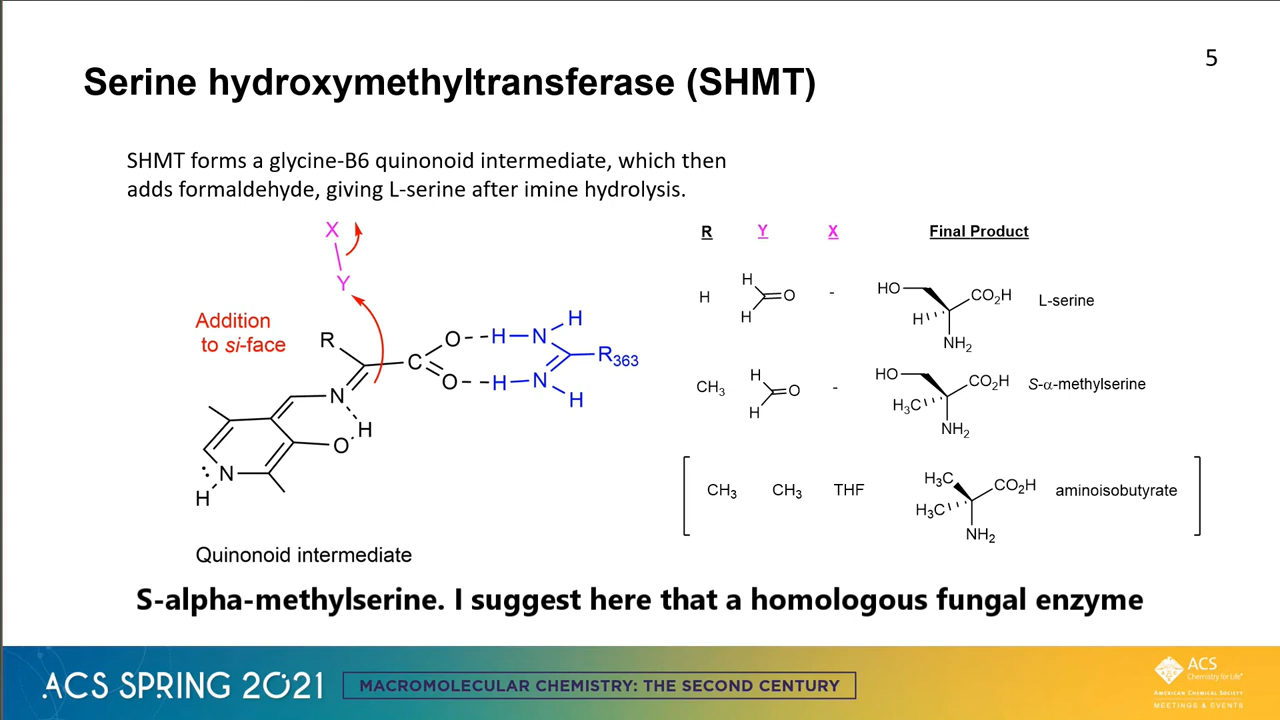 5
Serine hydroxymethyltransferase (SHMT)
SHMT forms a glycine-B6 quinonoid intermediate, which then
adds formaldehyde, giving L-serine after imine hydrolysis.
X
Y
Addition
to si-face
R
C
O
O
H
H
N
N
H
H
R363
N
H
O
N
H
Quinonoid intermediate
R Y X Final Product
H
H
H
O
-
HO
CO2H
H
NH2
L-serine
CH3
H
H
O
-
HO
CO2H
H3C
NH2
S-α-methylserine
CH3
CH3
THF
H3C
CO2H
H3C
NH2
aminoisobutyrate
S-alpha-methylserine. I suggest here that a homologous fungal enzyme
ACS SPRING 2021
MACROMOLECULAR CHEMISTRY: THE SECOND CENTURY
ACS
Chemistry for Life®
AMERICAN CHEMICAL SOCIETY
MEETINGS & EVENTS